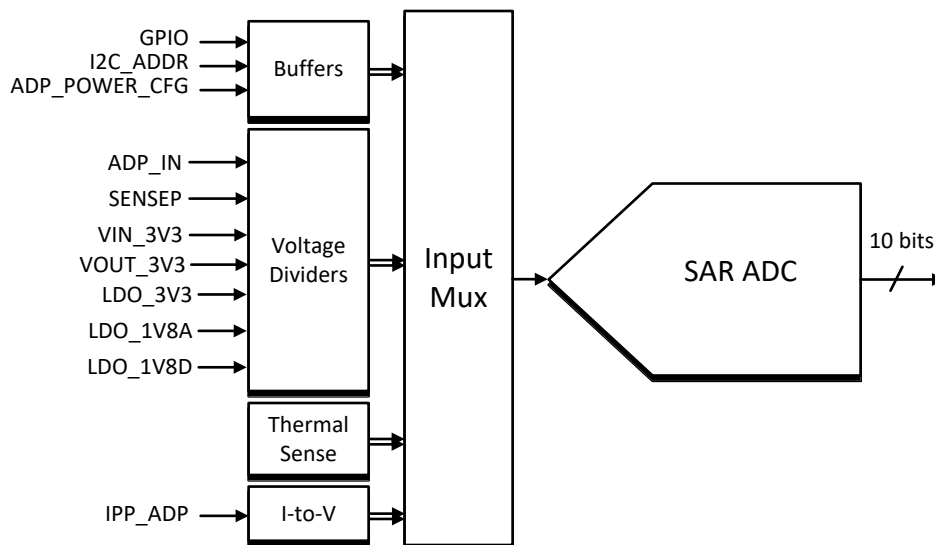 GPIO
I2C_ADDR
ADP_POWER_CFG
Buffers
ADP_IN
SENSEP
VIN_3V3
VOUT_3V3
LDO_3V3
LDO_1V8A
LDO_1V8D
Voltage
Dividers
Thermal
Sense
IPP_ADP
I-to-V
Input
Mux
SAR ADC
10 bits